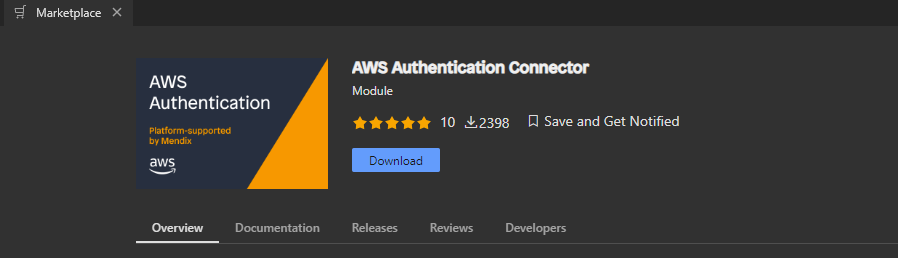 Marketplace
AWS
Authentication
Platform-supported
by Mendix
aws
AWS Authentication Connector
Module
10 2398 Save and Get Notified
Download
Overview Documentation Releases Reviews Developers